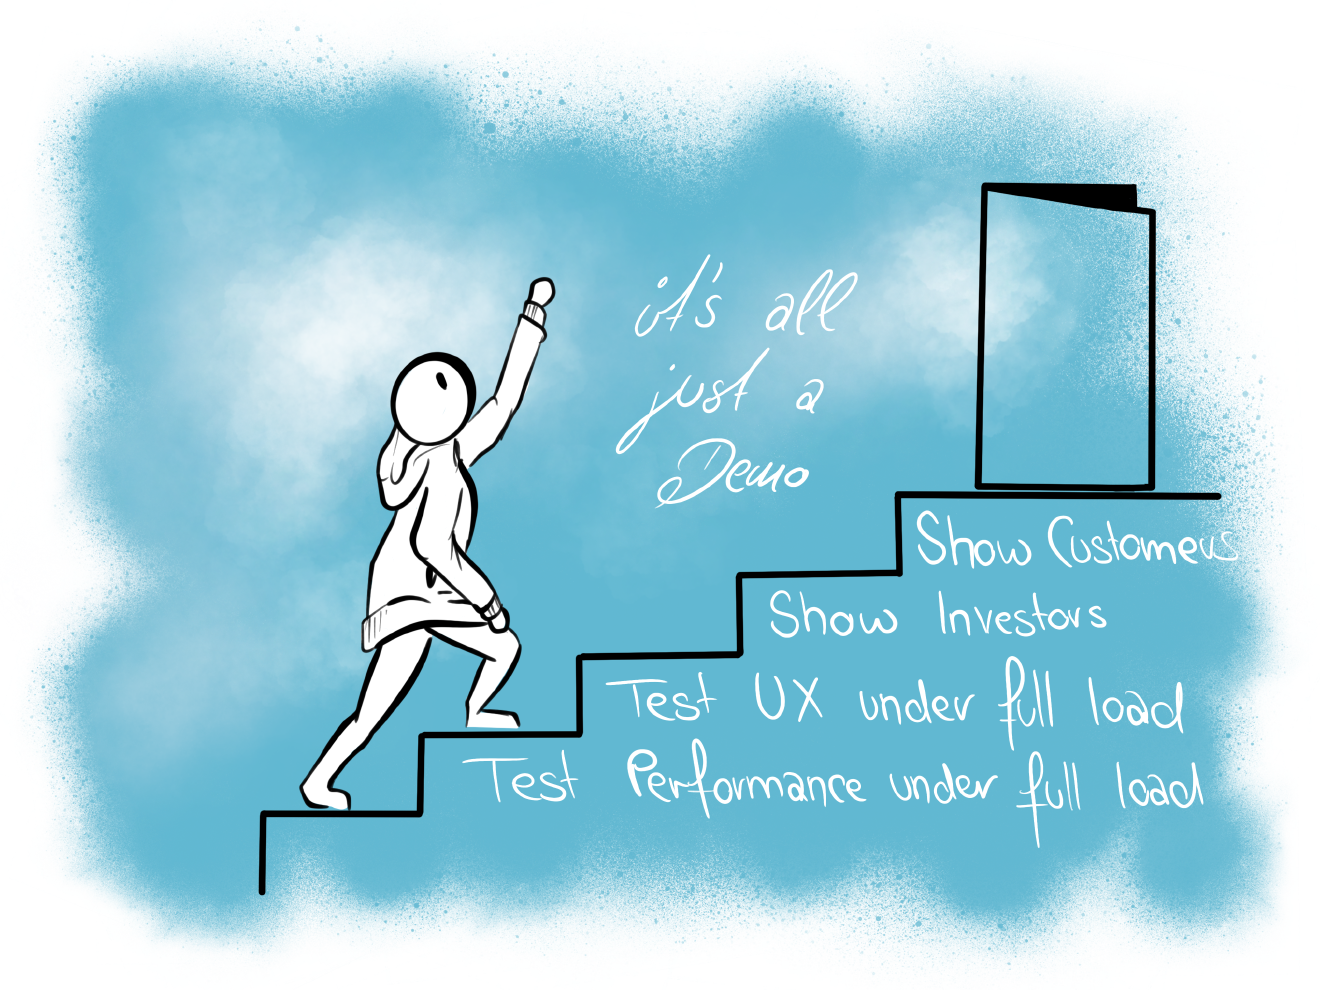 it's all
just a
Demo
Show Customers
Show Investors
Test UX under full load
Test Performance under full load